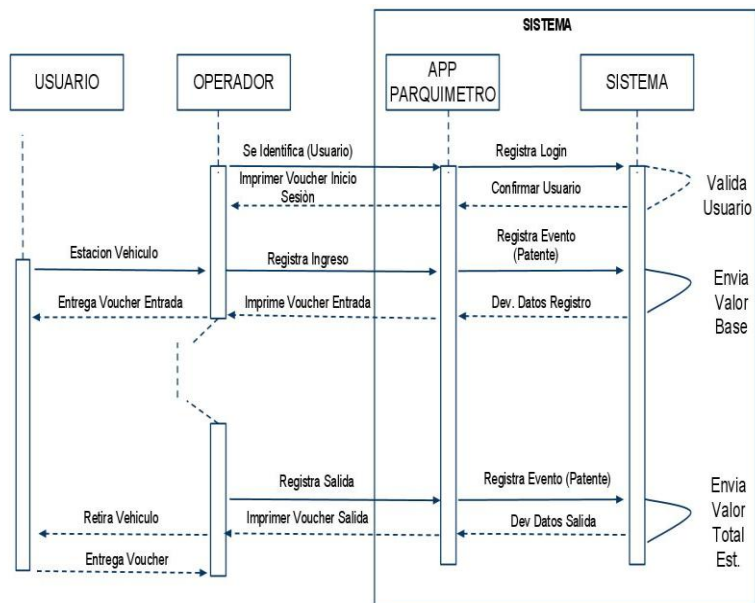 SISTEMA
USUARIO
OPERADOR
APP
PARQUIMETRO
SISTEMA
Se Identifica (Usuario)
Registra Login
Imprimer Voucher Inicio
Sesiòn
Confirmar Usuario
Valida
Usuario
Estacion Vehiculo
Registra Ingreso
Registra Evento
(Patente)
Entrega Voucher Entrada
Imprime Voucher Entrada
Dev. Datos Registro
Envia
Valor
Base
Registra Salida
Registra Evento (Patente)
Retira Vehiculo
Imprimer Voucher Salida
Dev Datos Salida
Envia
Valor
Total
Est.
Entrega Voucher